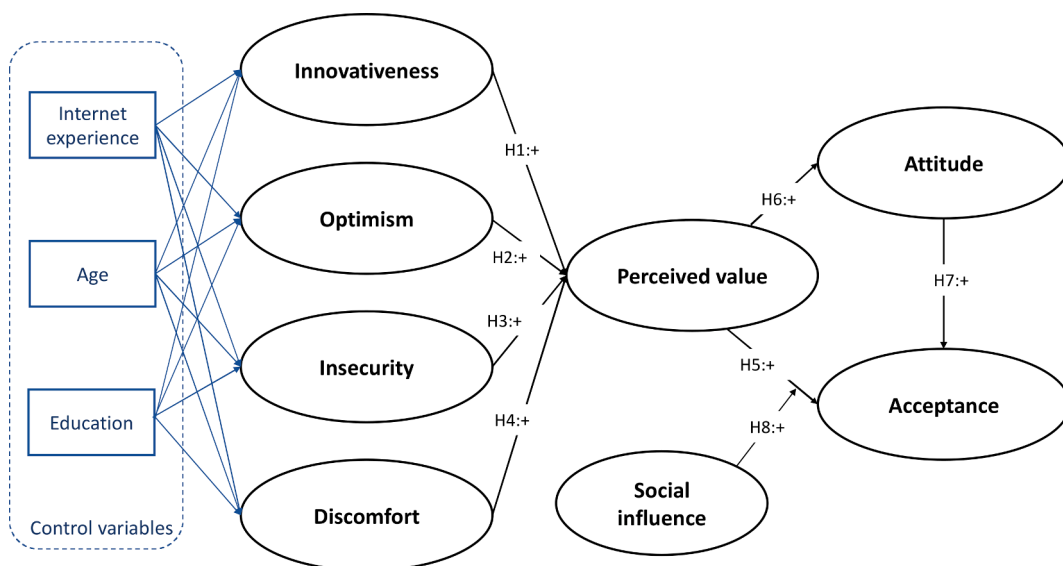 Internet
experience
Age
Education
Control variables
Innovativeness
Optimism
Insecurity
Discomfort
H1:+
H2:+
H3:+
H4:+
Perceived value
H6:+
H5:+
H8:+
Social
influence
Attitude
H7:+
Acceptance